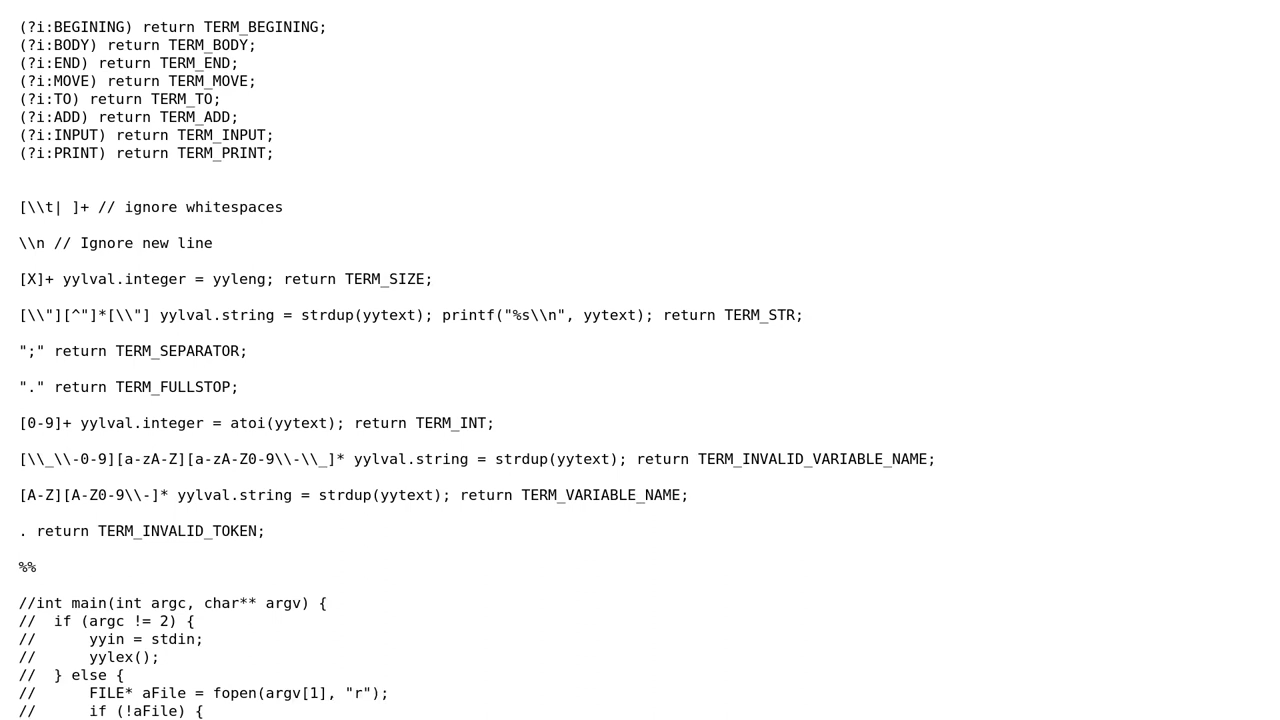 (?i:BEGINING) return TERM_BEGINING;
(?i:BODY) return TERM_BODY;
(?i:END) return TERM_END;
(?i:MOVE) return TERM_MOVE;
(?i:TO) return TERM_TO;
(?i:ADD) return TERM_ADD;
(?i:INPUT) return TERM_INPUT;
(?i:PRINT) return TERM_PRINT;
[\\t| ]+ // ignore whitespaces
\\n // Ignore new line
[X]+ yylval.integer = yyleng; return TERM_SIZE;
[\\"][^"]*[\\"] yylval.string = strdup(yytext); printf("%s\\n", yytext); return TERM_STR;
";" return TERM_SEPARATOR;
"." return TERM_FULLSTOP;
[0-9]+ yylval.integer = atoi(yytext); return TERM_INT;
[\\_\\-0-9][a-zA-Z][a-zA-Z0-9\\-\\_]* yylval.string = strdup(yytext); return TERM_INVALID_VARIABLE_NAME;
[A-Z][A-Z0-9\\-]* yylval.string = strdup(yytext); return TERM_VARIABLE_NAME;
. return TERM_INVALID_TOKEN;
%%
//int main(int argc, char** argv) {
//  if (argc != 2) {
//      yyin = stdin;
//      yylex();
//  } else {
//      FILE* aFile = fopen(argv[1], "r");
//      if (!aFile) {